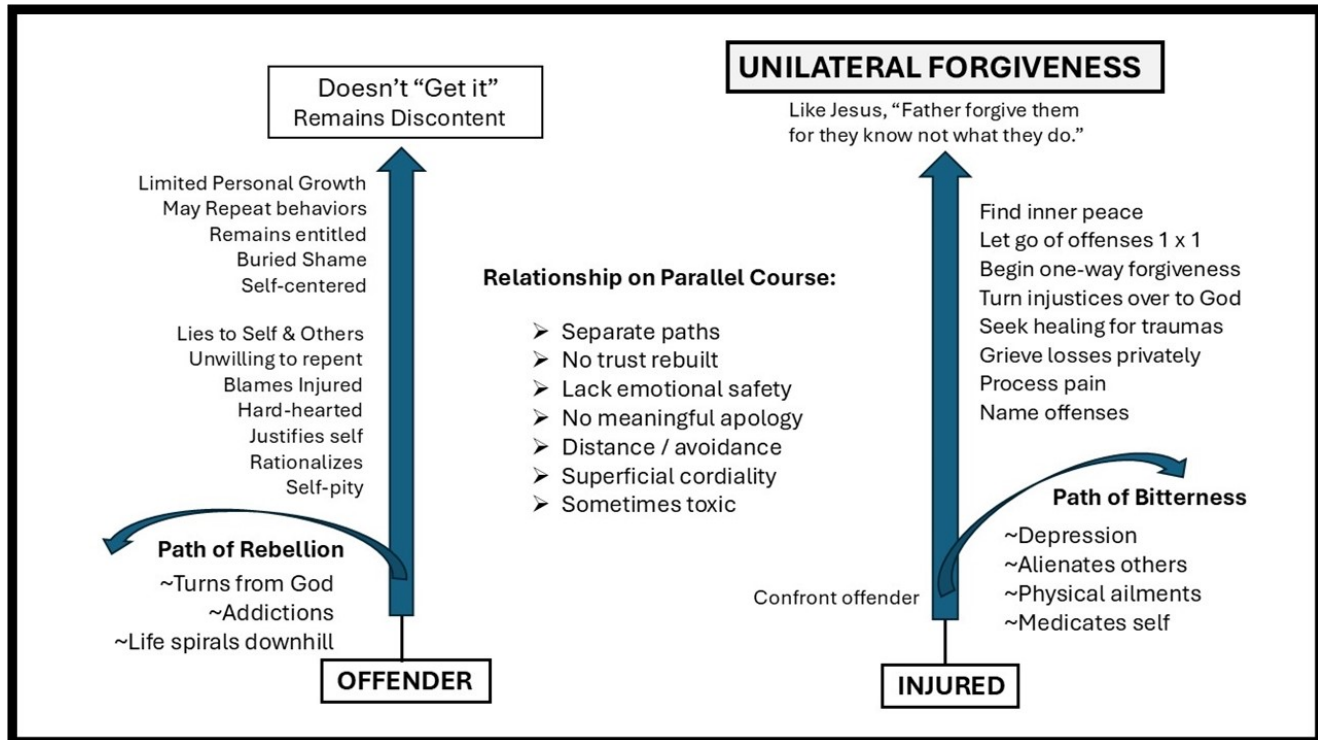 Doesn't “Get it”
Remains Discontent
Limited Personal Growth
May Repeat behaviors
Remains entitled
Buried Shame
Self-centered
Lies to Self & Others
Unwilling to repent
Blames Injured
Hard-hearted
Justifies self
Rationalizes
Self-pity
Path of Rebellion
~Turns from God
~Addictions
~Life spirals downhill
OFFENDER
Relationship on Parallel Course:
➢ Separate paths
➢ No trust rebuilt
➢ Lack emotional safety
➢ No meaningful apology
➢ Distance / avoidance
➢ Superficial cordiality
➢ Sometimes toxic
UNILATERAL FORGIVENESS
Like Jesus, “Father forgive them
for they know not what they do.”
Find inner peace
Let go of offenses 1 x 1
Begin one-way forgiveness
Turn injustices over to God
Seek healing for traumas
Grieve losses privately
Process pain
Name offenses
Path of Bitterness
~Depression
~Alienates others
~Physical ailments
~Medicates self
Confront offender
INJURED